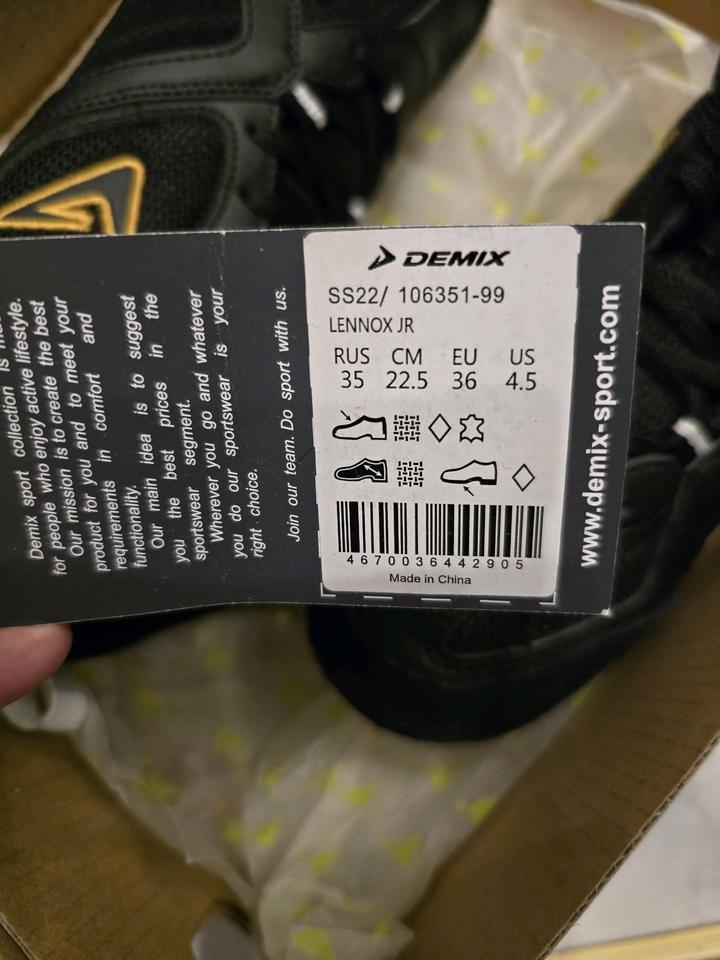 Demix sport collection is
for people who enjoy active lifestyle.
Our mission is to create the best
product for you and to meet your
requirements in comfort and
functionality.
Our main idea is to suggest
you the best prices in the
sportswear segment.
Wherever you go and whatever
you do our sportswear is your
right choice.
Join our team. Do sport with us.
DEMIX
SS22/ 106351-99
LENNOX JR
RUS CM EU US
35 22.5 36 4.5
4670036442905
Made in China
www.demix-sport.com